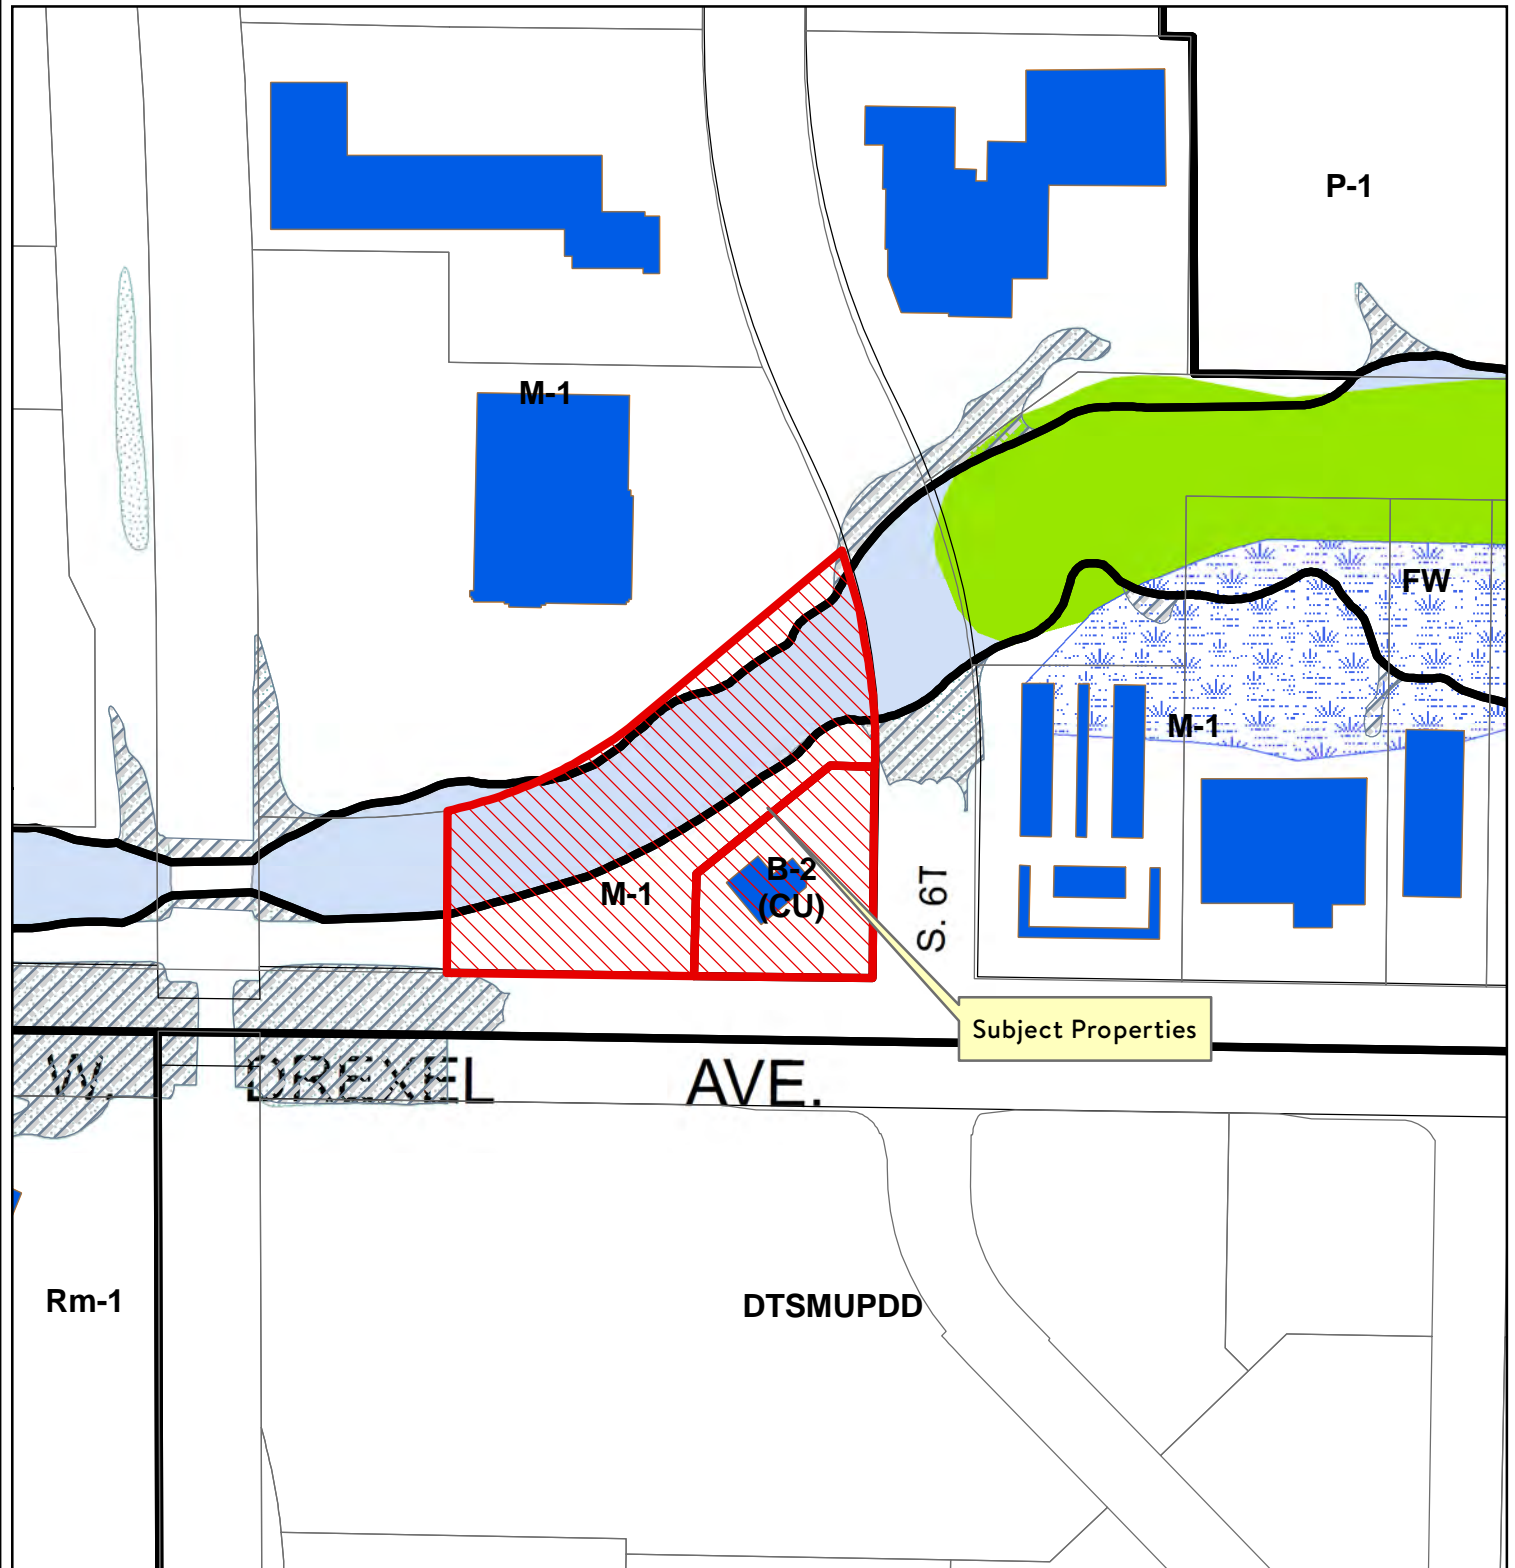 P-1
M-1
FW
M-1
B-2
(CU)
M-1
S. 6T
Subject Properties
W. DREXEL AVE.
Rm-1
DTSMUPDD